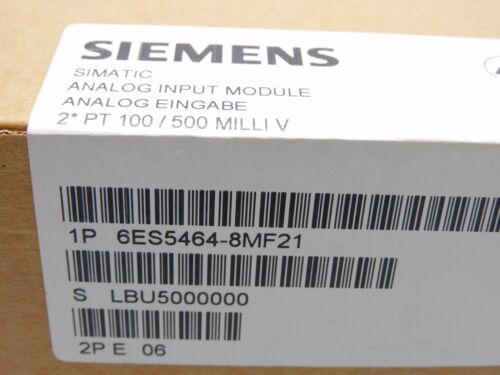 SIEMENS
SIMATIC
ANALOG INPUT MODULE
ANALOG EINGABE
2* PT 100 / 500 MILLI V
1P 6ES5464-8MF21
S LBU5000000
2P E 06